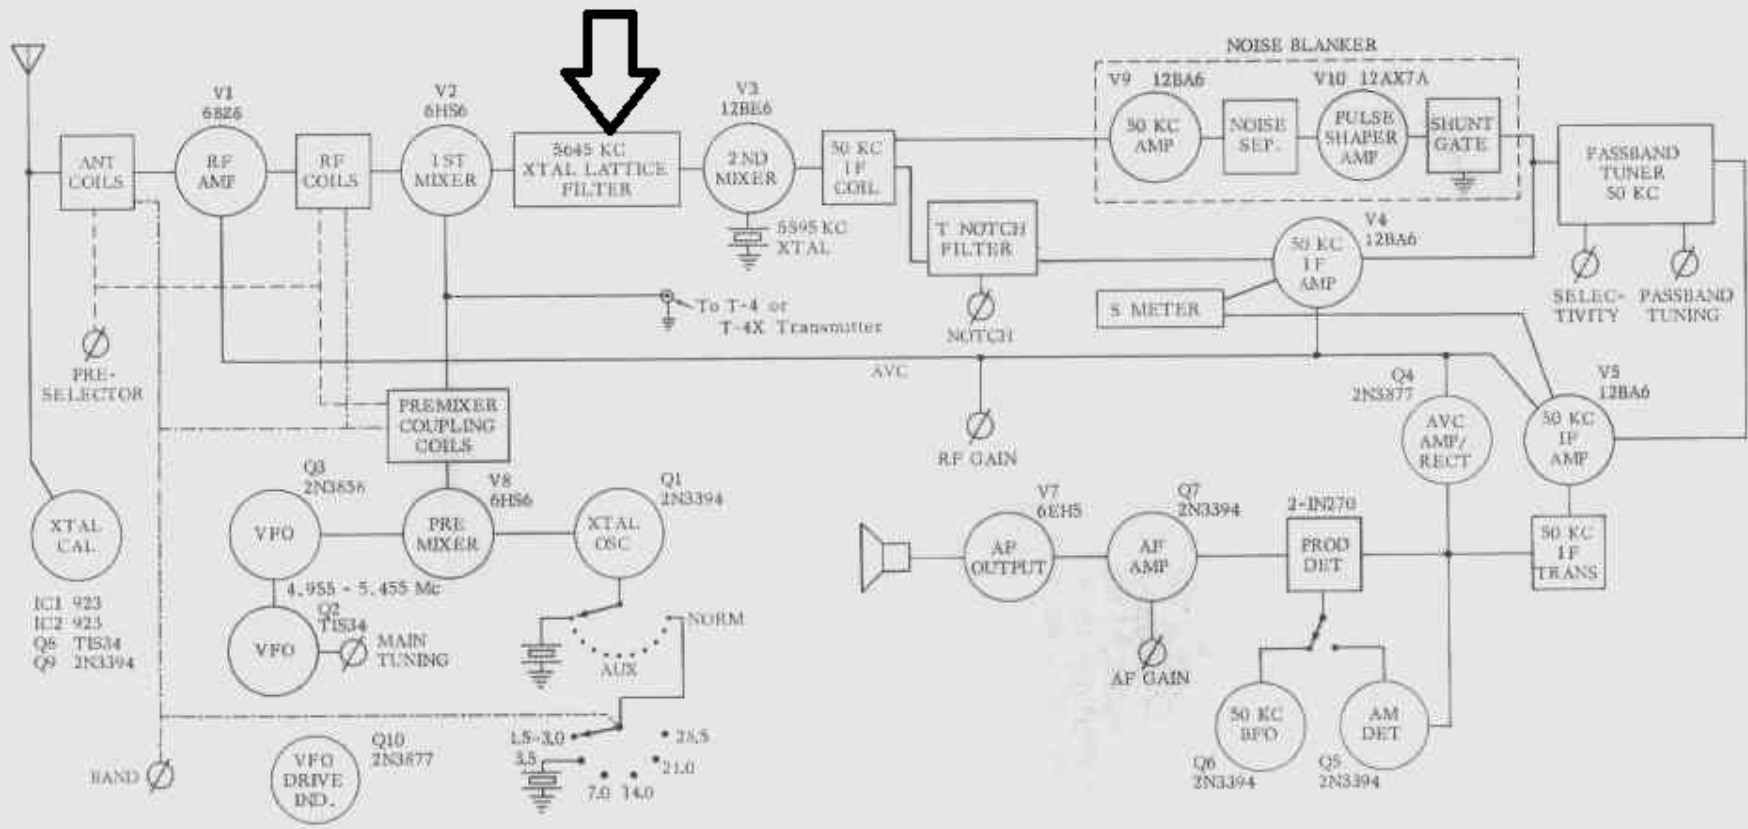 NOISE BLANKER
V9 12BA6
V10 12AX7A
50 KC
AMP
NOISE
SEP.
PULSE
SHAPER
AMP
SHUNT
GATE
V1
6BZ6
V2
6HS6
V3
12BE6
ANT
COILS
RF
AMP
RF
COILS
1ST
MIXER
5645 KC
XTAL LATTICE
FILTER
2ND
MIXER
50 KC
IF
COIL
PASSBAND
TUNER
50 KC
5595 KC
XTAL
T NOTCH
FILTER
V4
12BA6
50 KC
IF
AMP
SELEC-
TIVITY
PASSBAND
TUNING
To T-4 or
T-4X Transmitter
NOTCH
S METER
PRE-
SELECTOR
AVC
PREMIXER
COUPLING
COILS
RF GAIN
Q4
2N3877
AVC
AMP/
RECT
V5
12BA6
50 KC
IF
AMP
Q3
2N3858
V8
6HS6
Q1
2N3394
XTAL
CAL
VFO
PRE
MIXER
XTAL
OSC
V7
6EH5
Q7
2N3394
2-IN270
AF
OUTPUT
AF
AMP
PROD
DET
50 KC
IF
TRANS
4.955 - 5.455 Mc
IC1 923
IC2 923
Q8 TIS34
Q9 2N3394
Q2
TIS34
VFO
MAIN
TUNING
NORM
AUX
AF GAIN
50 KC
BFO
AM
DET
Q6
2N3394
Q5
2N3394
BAND
VFO
DRIVE
IND.
Q10
2N3877
1.5-3.0
3.5
7.0
14.0
21.0
28.5